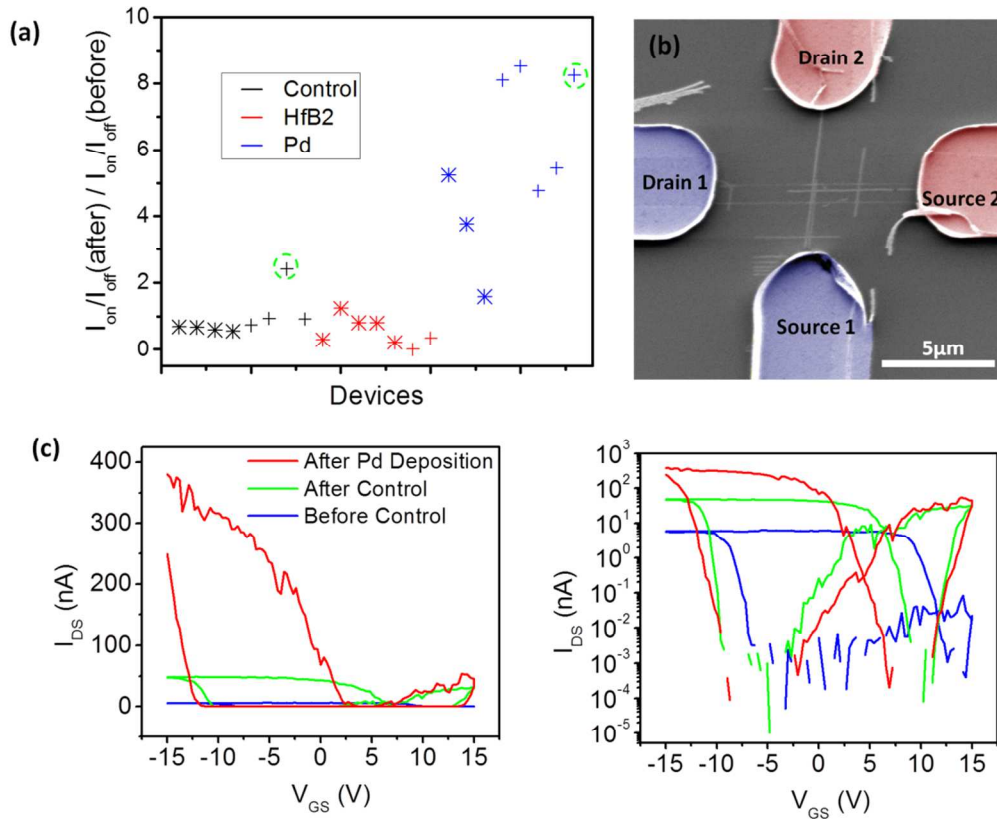 (a)
I_on/I_off(after) / I_on/I_off(before)
10
8
6
4
2
0
Control
HfB2
Pd
Devices
(b)
Drain 2
Drain 1
Source 2
Source 1
5μm
(c)
I_DS (nA)
400
300
200
100
0
After Pd Deposition
After Control
Before Control
-15 -10 -5 0 5 10 15
V_GS (V)
I_DS (nA)
10^3
10^2
10^1
10^0
10^-1
10^-2
10^-3
10^-4
10^-5
-15 -10 -5 0 5 10 15
V_GS (V)